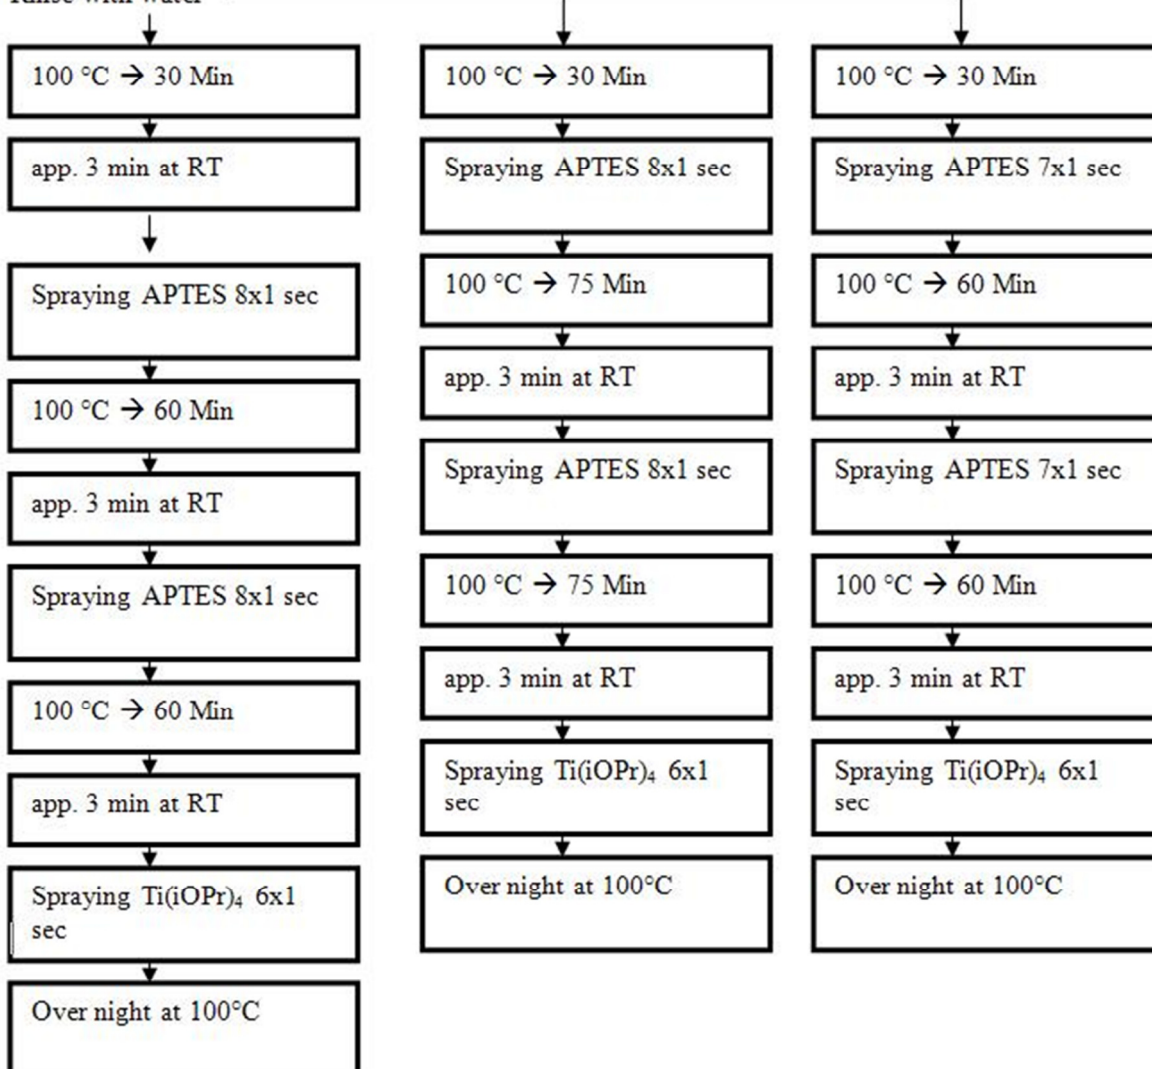 Rinse with water
100 °C → 30 Min
app. 3 min at RT
Spraying APTES 8x1 sec
100 °C → 60 Min
app. 3 min at RT
Spraying APTES 8x1 sec
100 °C → 60 Min
app. 3 min at RT
Spraying Ti(iOPr)₄ 6x1
sec
Over night at 100°C
100 °C → 30 Min
Spraying APTES 8x1 sec
100 °C → 75 Min
app. 3 min at RT
Spraying APTES 8x1 sec
100 °C → 75 Min
app. 3 min at RT
Spraying Ti(iOPr)₄ 6x1
sec
Over night at 100°C
100 °C → 30 Min
Spraying APTES 7x1 sec
100 °C → 60 Min
app. 3 min at RT
Spraying APTES 7x1 sec
100 °C → 60 Min
app. 3 min at RT
Spraying Ti(iOPr)₄ 6x1
sec
Over night at 100°C